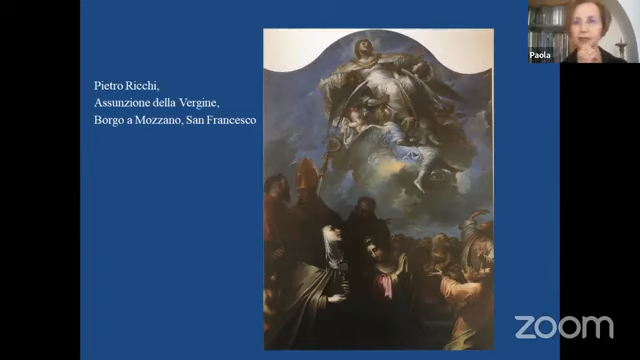 Pietro Ricchi,
Assunzione della Vergine,
Borgo a Mozzano, San Francesco
Paola
zoom